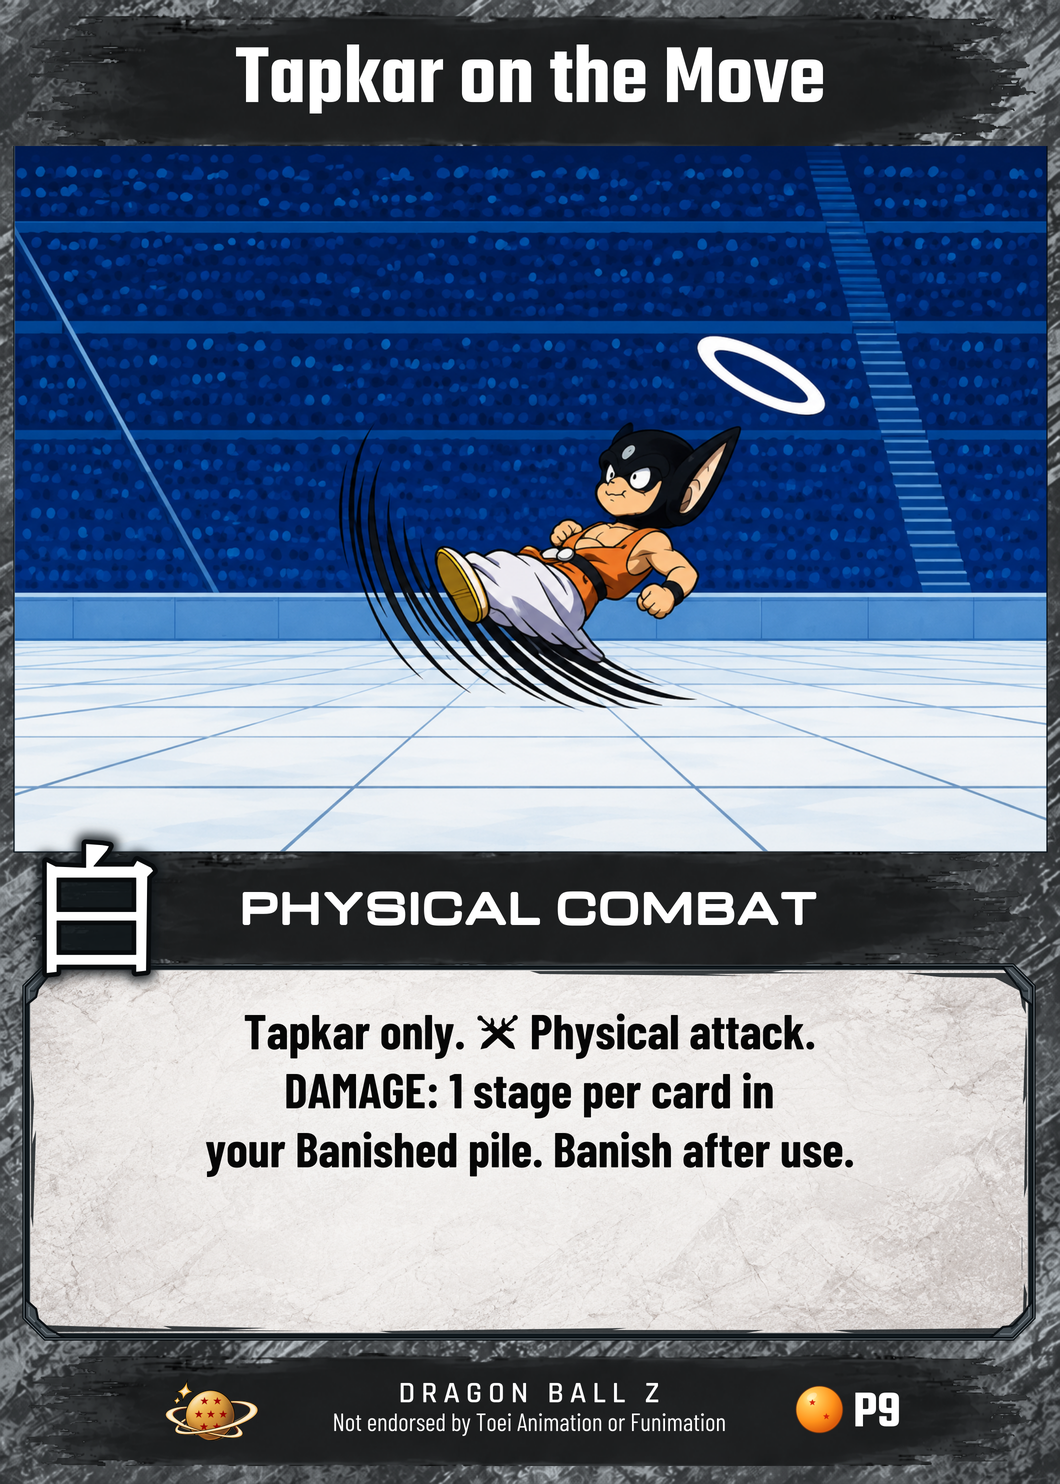 Tapkar on the Move
白
PHYSICAL COMBAT
Tapkar only. Physical attack.
DAMAGE: 1 stage per card in
your Banished pile. Banish after use.
DRAGON BALL Z
Not endorsed by Toei Animation or Funimation
P9